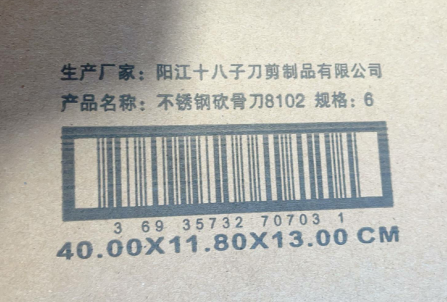 生产厂家：阳江十八子刀剪制品有限公司
产品名称：不锈钢砍骨刀8102 规格：6
3 69 35732 70703 1
40.00X11.80X13.00 CM